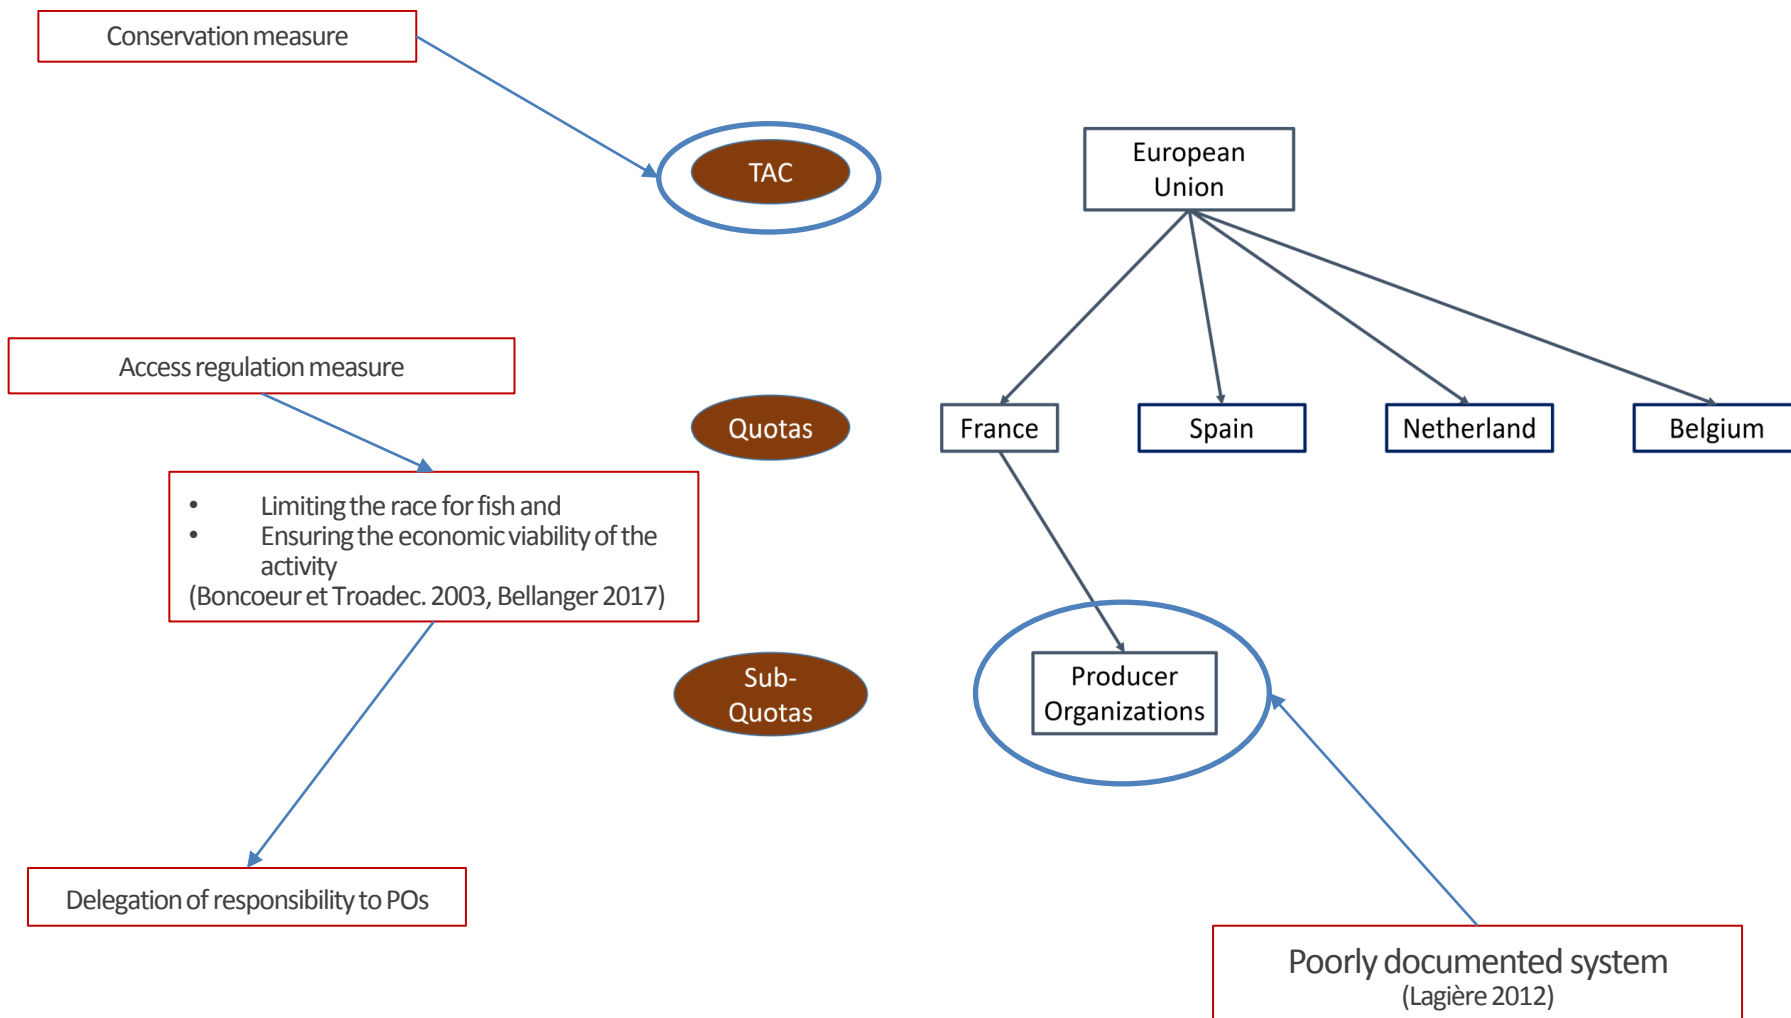 Conservation measure
TAC
European
Union
Access regulation measure
Quotas
France
Spain
Netherland
Belgium
• Limiting the race for fish and
• Ensuring the economic viability of the
activity
(Boncoeur et Troadec. 2003, Bellanger 2017)
Sub-
Quotas
Producer
Organizations
Delegation of responsibility to POs
Poorly documented system
(Lagière 2012)